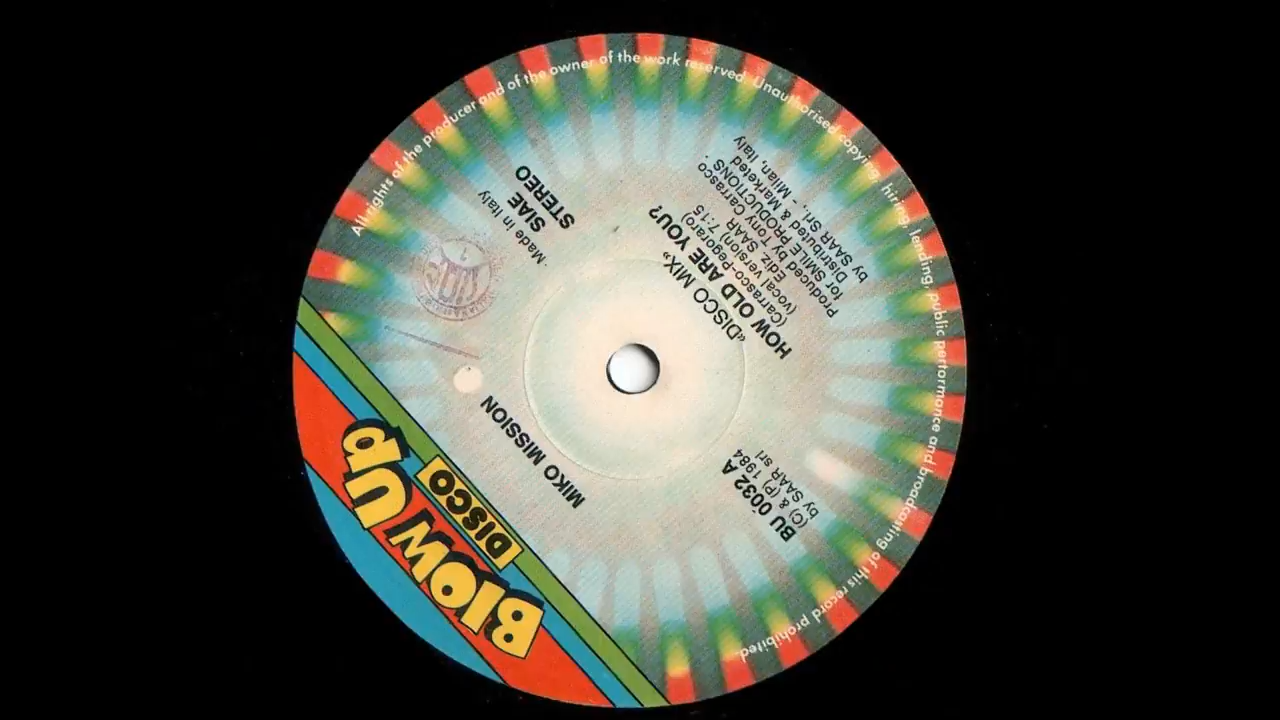 BlOW UP
DISCO
MIKO MISSION
BU 0032 A
(C) & (P) 1984
by SAAR srl
·Made in Italy
SIAE
STEREO
«DISCO MIX»
HOW OLD ARE YOU?
(Carrasco-Pegoraro)
Ediz. SAAR
(vocal version) 7:15
Produced by Tony Carrasco
for SMILE PRODUCTIONS
Distributed & Marketed
by SAAR Srl., - Milan, Italy
All rights of the producer and of the owner of the work reserved. Unauthorised copying, hiring, lending, public performance and broadcasting of this record prohibited.